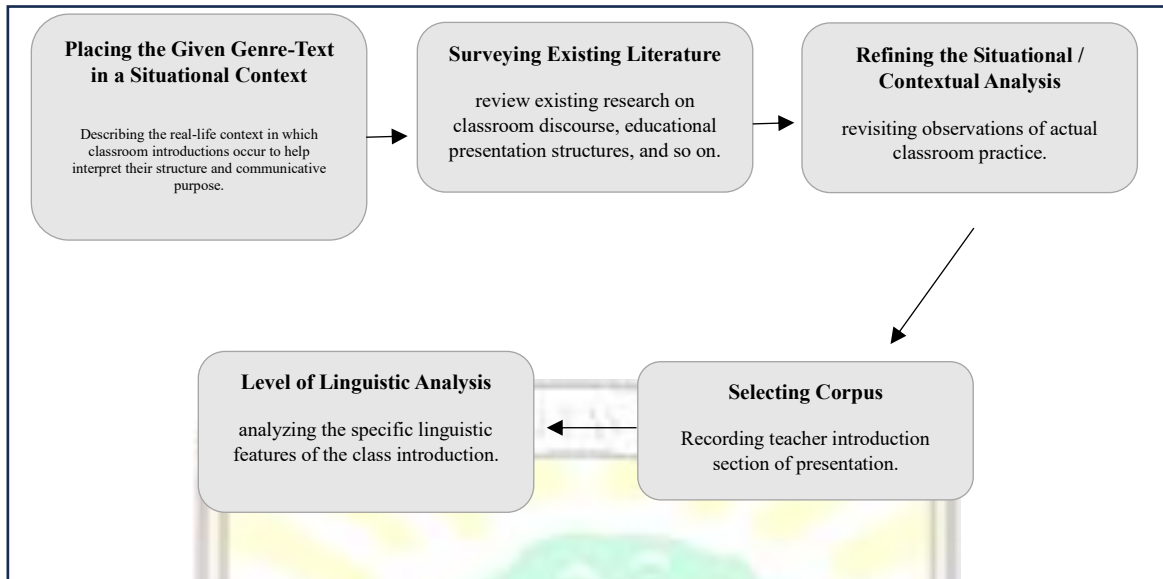 Placing the Given Genre-Text
in a Situational Context
Describing the real-life context in which
classroom introductions occur to help
interpret their structure and communicative
purpose.
Surveying Existing Literature
review existing research on
classroom discourse, educational
presentation structures, and so on.
Refining the Situational /
Contextual Analysis
revisiting observations of actual
classroom practice.
Selecting Corpus
Recording teacher introduction
section of presentation.
Level of Linguistic Analysis
analyzing the specific linguistic
features of the class introduction.